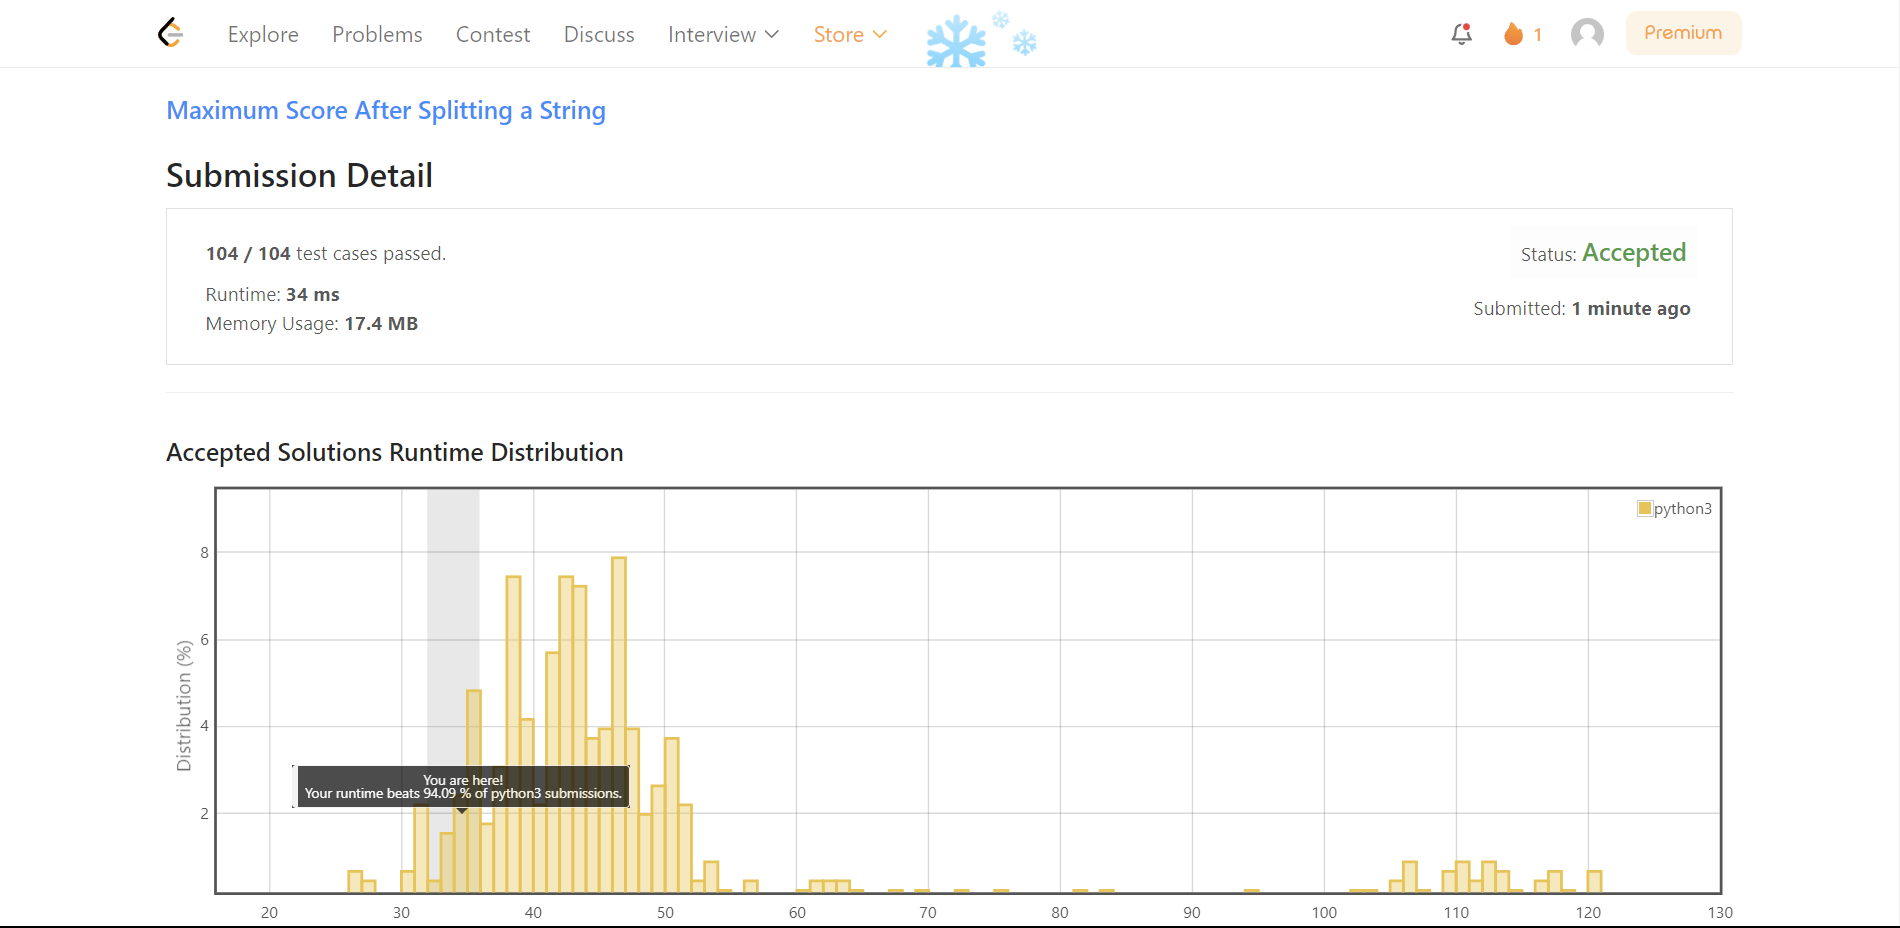 Explore Problems Contest Discuss Interview Store 1 Premium
Maximum Score After Splitting a String
Submission Detail
104 / 104 test cases passed.
Status: Accepted
Runtime: 34 ms
Submitted: 1 minute ago
Memory Usage: 17.4 MB
Accepted Solutions Runtime Distribution
python3
Distribution (%)
8
6
4
2
You are here!
Your runtime beats 94.09 % of python3 submissions.
20 30 40 50 60 70 80 90 100 110 120 130